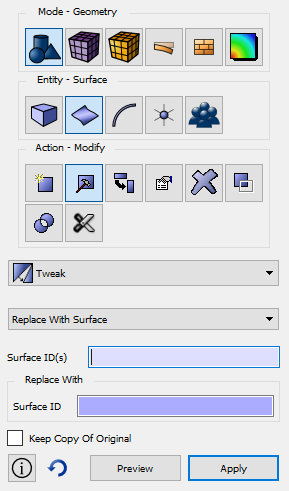 Mode - Geometry
Entity - Surface
Action - Modify
Tweak
Replace With Surface
Surface ID(s)
Replace With
Surface ID
Keep Copy Of Original
Preview
Apply